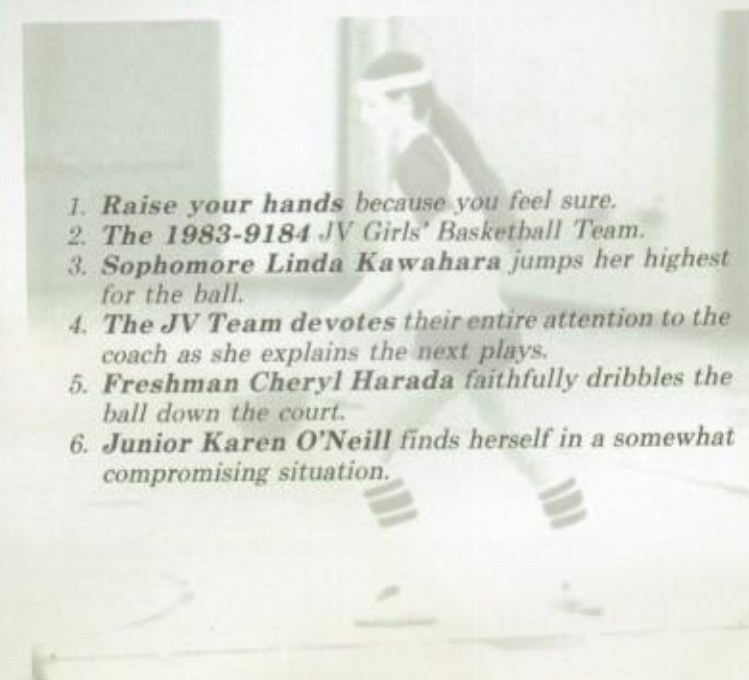 1. Raise your hands because you feel sure.
2. The 1983-9184 JV Girls' Basketball Team.
3. Sophomore Linda Kawahara jumps her highest
for the ball.
4. The JV Team devotes their entire attention to the
coach as she explains the next plays.
5. Freshman Cheryl Harada faithfully dribbles the
ball down the court.
6. Junior Karen O'Neill finds herself in a somewhat
compromising situation.